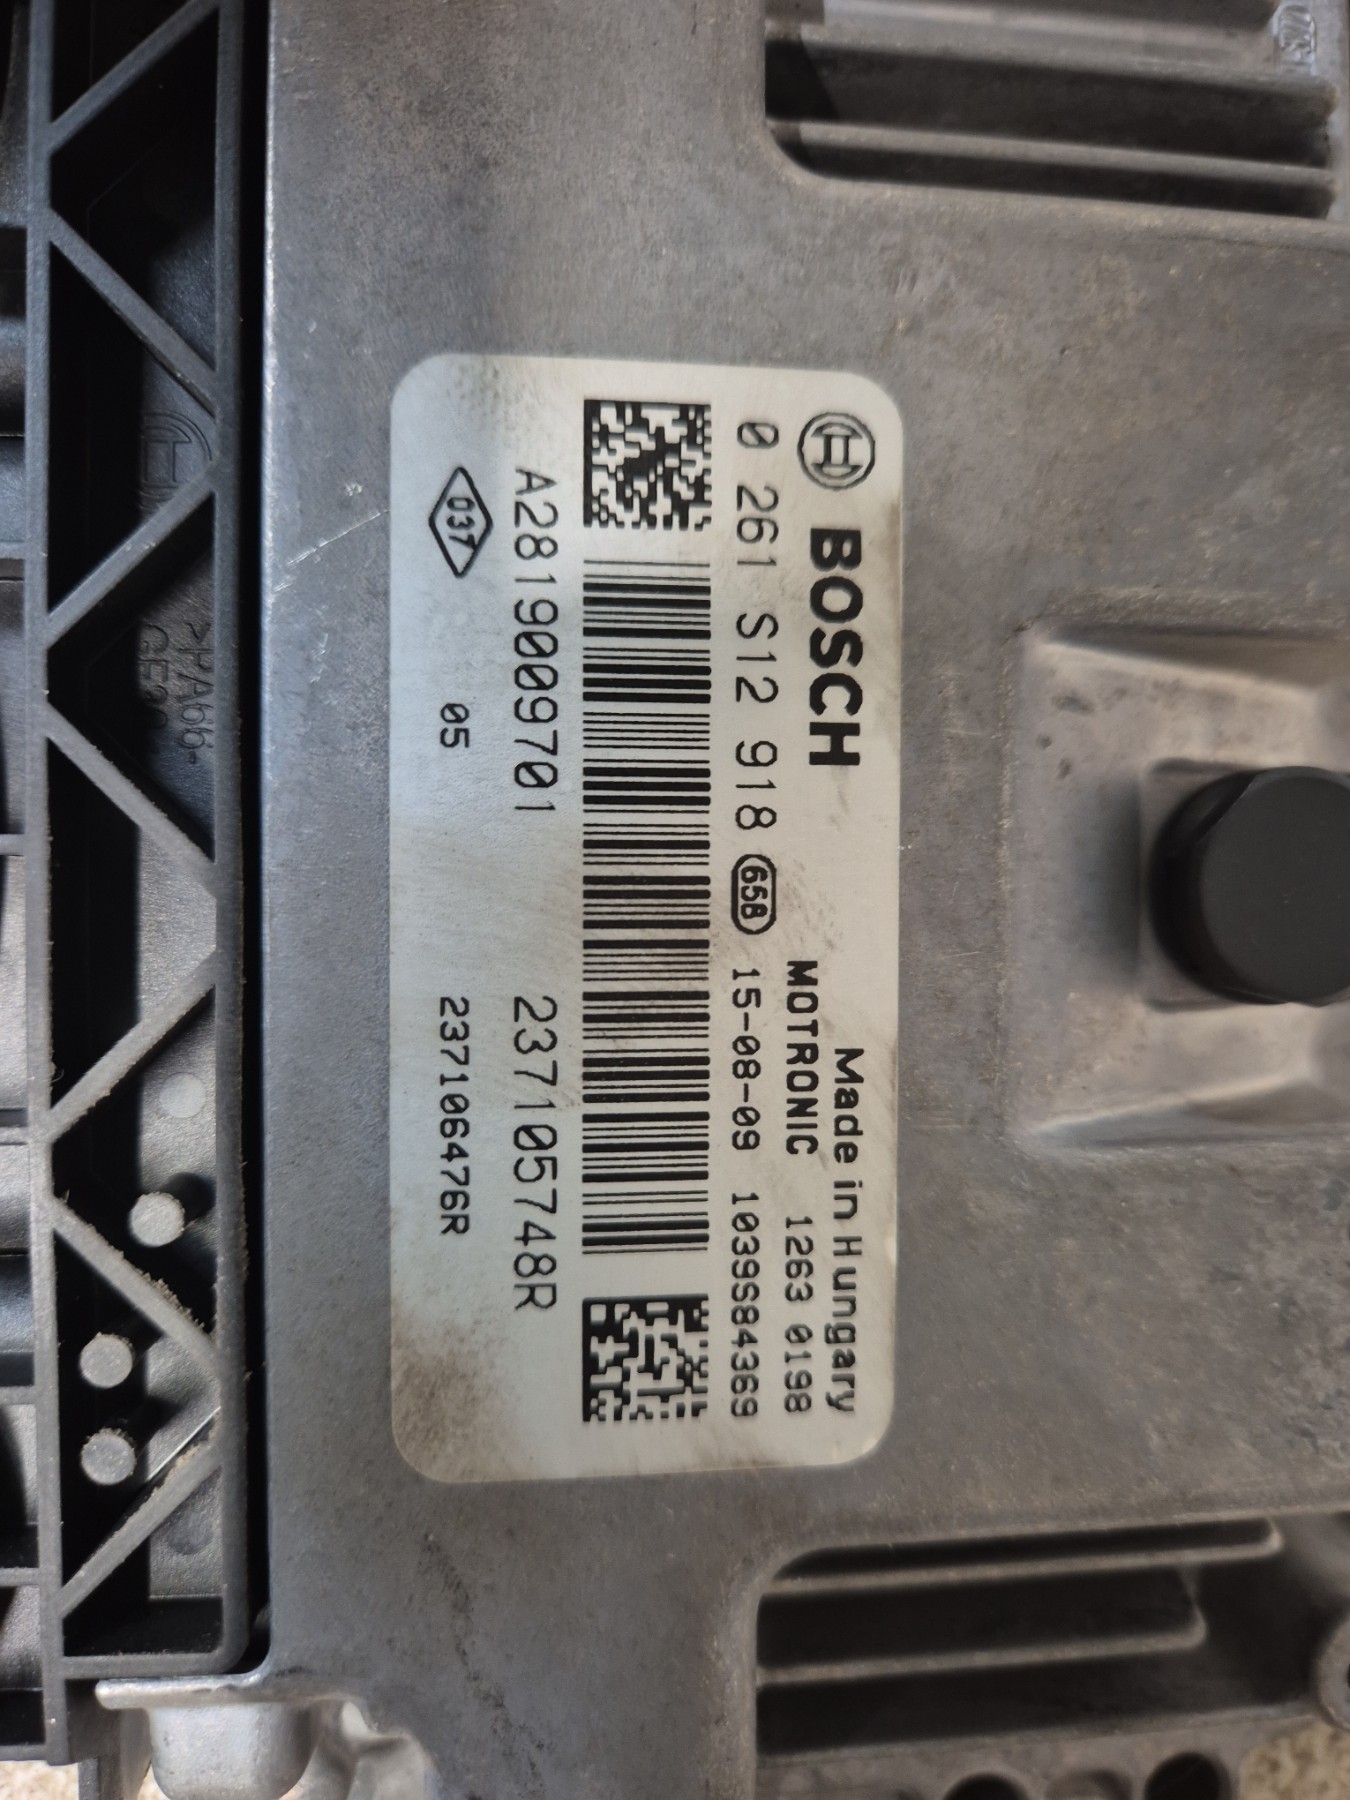 BOSCH
Made in Hungary
MOTRONIC 1263 0198
0 261 S12 918 658 15-08-09 1039S84369
A2819009701 237105748R
037 05 237106476R
>PA66-